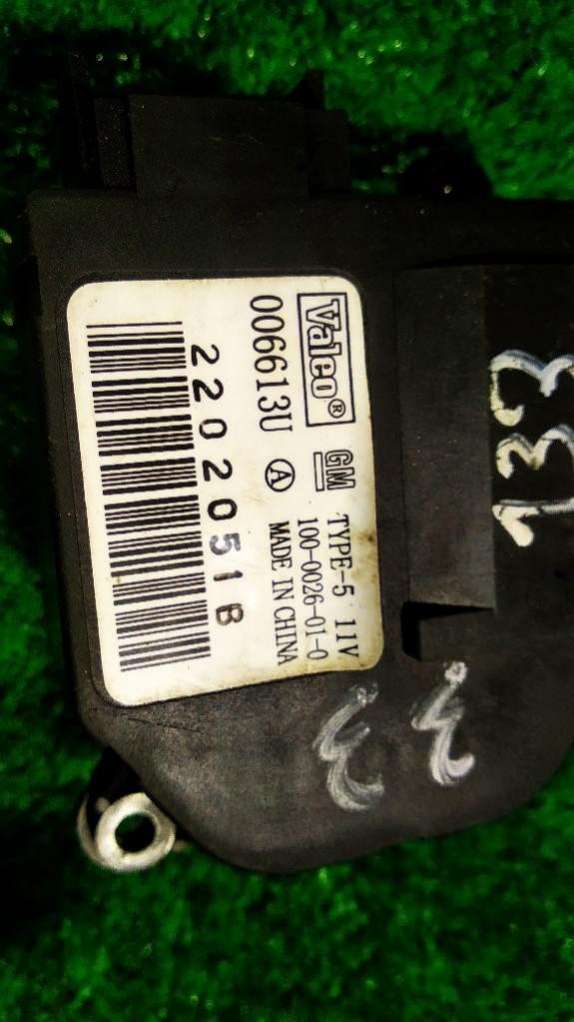 Valeo® GM TYPE-5 11V
006613U A 100-0026-01-0
MADE IN CHINA
2202051B
133